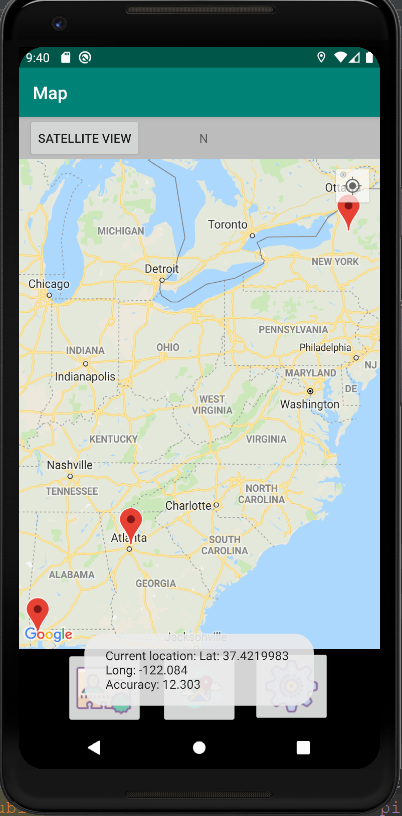 9:40
Map
SATELLITE VIEW
N
MICHIGAN
Toronto
NEW YORK
Detroit
Chicago
PENNSYLVANIA
Philadelphia
INDIANA
OHIO
MARYLAND
NJ
Indianapolis
DE
WEST
VIRGINIA
Washington
KENTUCKY
VIRGINIA
Nashville
TENNESSEE
NORTH
CAROLINA
Charlotte
SOUTH
CAROLINA
Atlanta
ALABAMA
GEORGIA
Google
Jacksonville
Current location: Lat: 37.4219983
Long: -122.084
Accuracy: 12.303